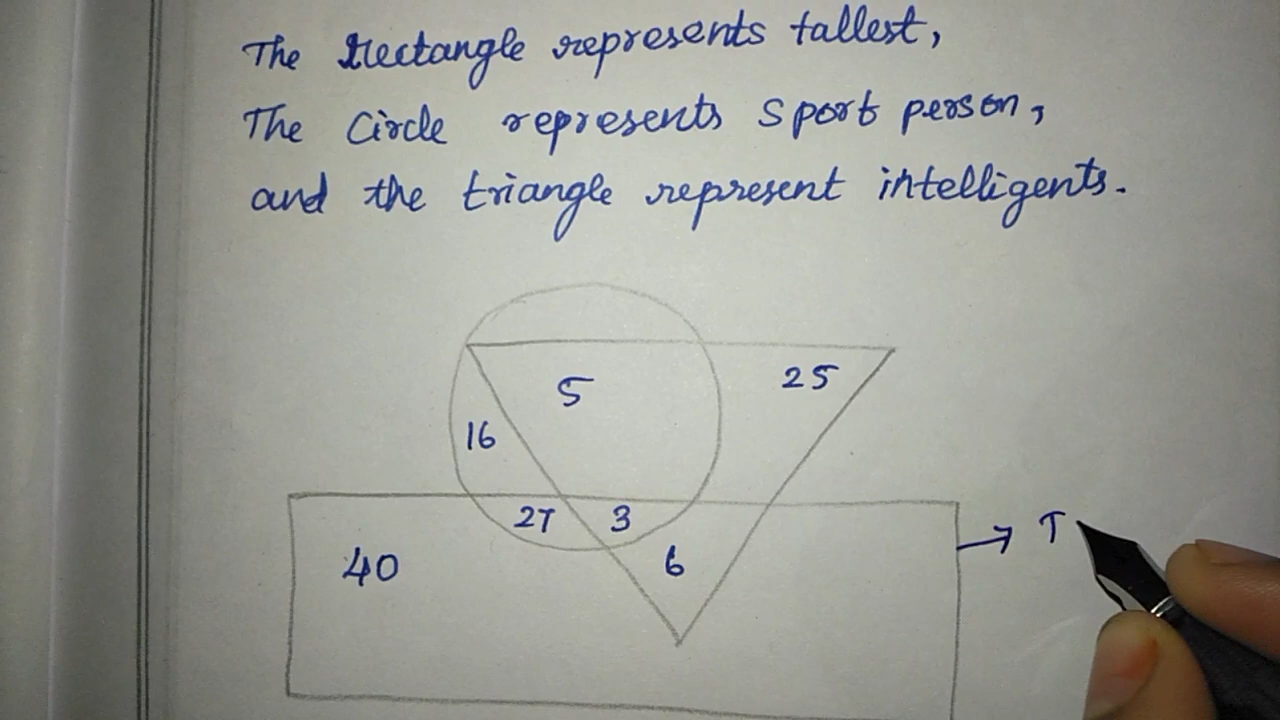 The Rectangle represents tallest,
The Circle represents Sport person,
and the triangle represent intelligents.
5
25
16
27 3
40
6
T